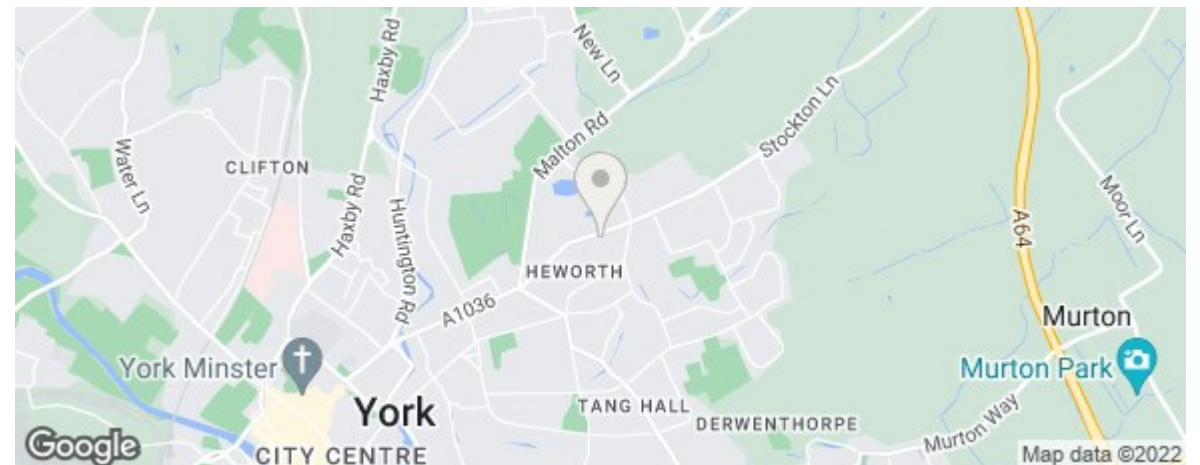 Haxby Rd
New Ln
Malton Rd
Stockton Ln
Water Ln
CLIFTON
Haxby Rd
Huntington Rd
Moor Ln
A64
HEWORTH
A1036
Murton
York Minster
Murton Park
York
TANG HALL
DERWENTHORPE
Murton Way
Google
CITY CENTRE
Map data ©2022